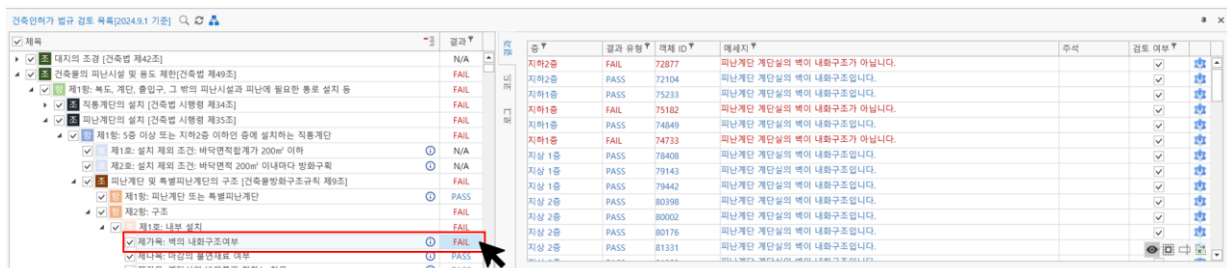 건축인허가 법규 검토 목록[2024.9.1 기준]
제목 결과
조 대지의 조경 [건축법 제42조] N/A
조 건축물의 피난시설 및 용도 제한[건축법 제49조] FAIL
항 제1항: 복도, 계단, 출입구, 그 밖의 피난시설과 피난에 필요한 통로 설치 등 FAIL
조 직통계단의 설치 [건축법 시행령 제34조] FAIL
조 피난계단의 설치 [건축법 시행령 제35조] FAIL
항 제1항: 5층 이상 또는 지하2층 이하인 층에 설치하는 직통계단 FAIL
제1호: 설치 제외 조건: 바닥면적합계가 200㎡ 이하 N/A
제2호: 설치 제외 조건: 바닥면적 200㎡ 이내마다 방화구획 N/A
조 피난계단 및 특별피난계단의 구조 [건축물방화구조규칙 제9조] FAIL
항 제1항: 피난계단 또는 특별피난계단 PASS
항 제2항: 구조 FAIL
제1호: 내부 설치 FAIL
제가목: 벽의 내화구조여부 FAIL
제나목: 마감의 불연재료 여부 PASS
결과
로그
층 결과 유형 객체 ID 메세지 주석 검토 여부
지하2층 FAIL 72877 피난계단 계단실의 벽이 내화구조가 아닙니다.
지하2층 PASS 72104 피난계단 계단실의 벽이 내화구조입니다.
지하1층 PASS 75233 피난계단 계단실의 벽이 내화구조입니다.
지하1층 FAIL 75182 피난계단 계단실의 벽이 내화구조가 아닙니다.
지하1층 PASS 74849 피난계단 계단실의 벽이 내화구조입니다.
지하1층 FAIL 74733 피난계단 계단실의 벽이 내화구조가 아닙니다.
지상 1층 PASS 78408 피난계단 계단실의 벽이 내화구조입니다.
지상 1층 PASS 79143 피난계단 계단실의 벽이 내화구조입니다.
지상 1층 PASS 79442 피난계단 계단실의 벽이 내화구조입니다.
지상 2층 PASS 80398 피난계단 계단실의 벽이 내화구조입니다.
지상 2층 PASS 80002 피난계단 계단실의 벽이 내화구조입니다.
지상 2층 PASS 80176 피난계단 계단실의 벽이 내화구조입니다.
지상 2층 PASS 81331 피난계단 계단실의 벽이 내화구조입니다.